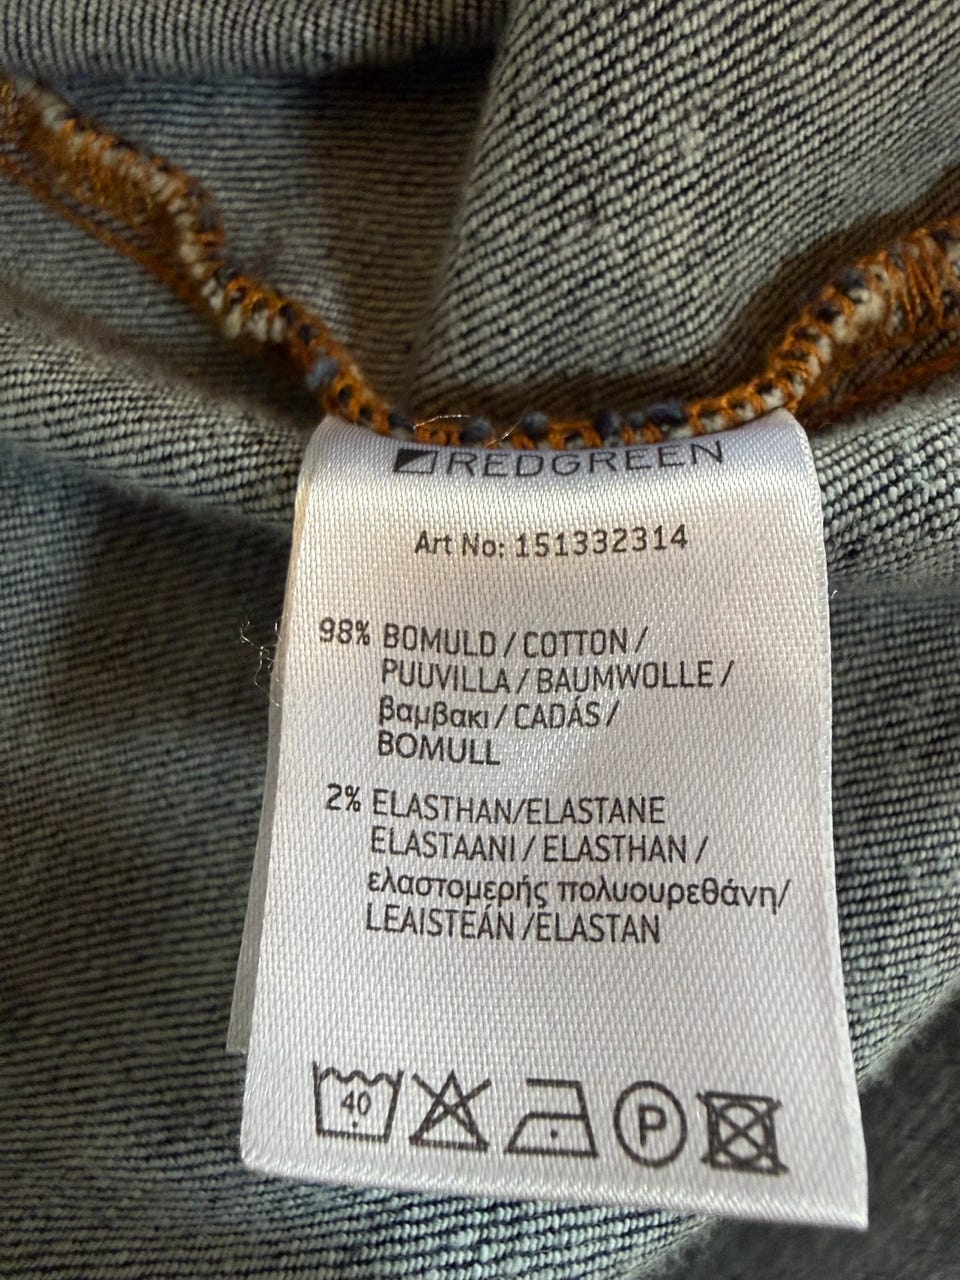 REDGREEN
Art No: 151332314
98% BOMULD / COTTON /
PUUVILLA / BAUMWOLLE /
βαμβακι / CADÁS /
BOMULL
2% ELASTHAN/ELASTANE
ELASTAANI / ELASTHAN /
ελαστομερής πολυουρεθάνη/
LEAISTEÁN /ELASTAN
40
P